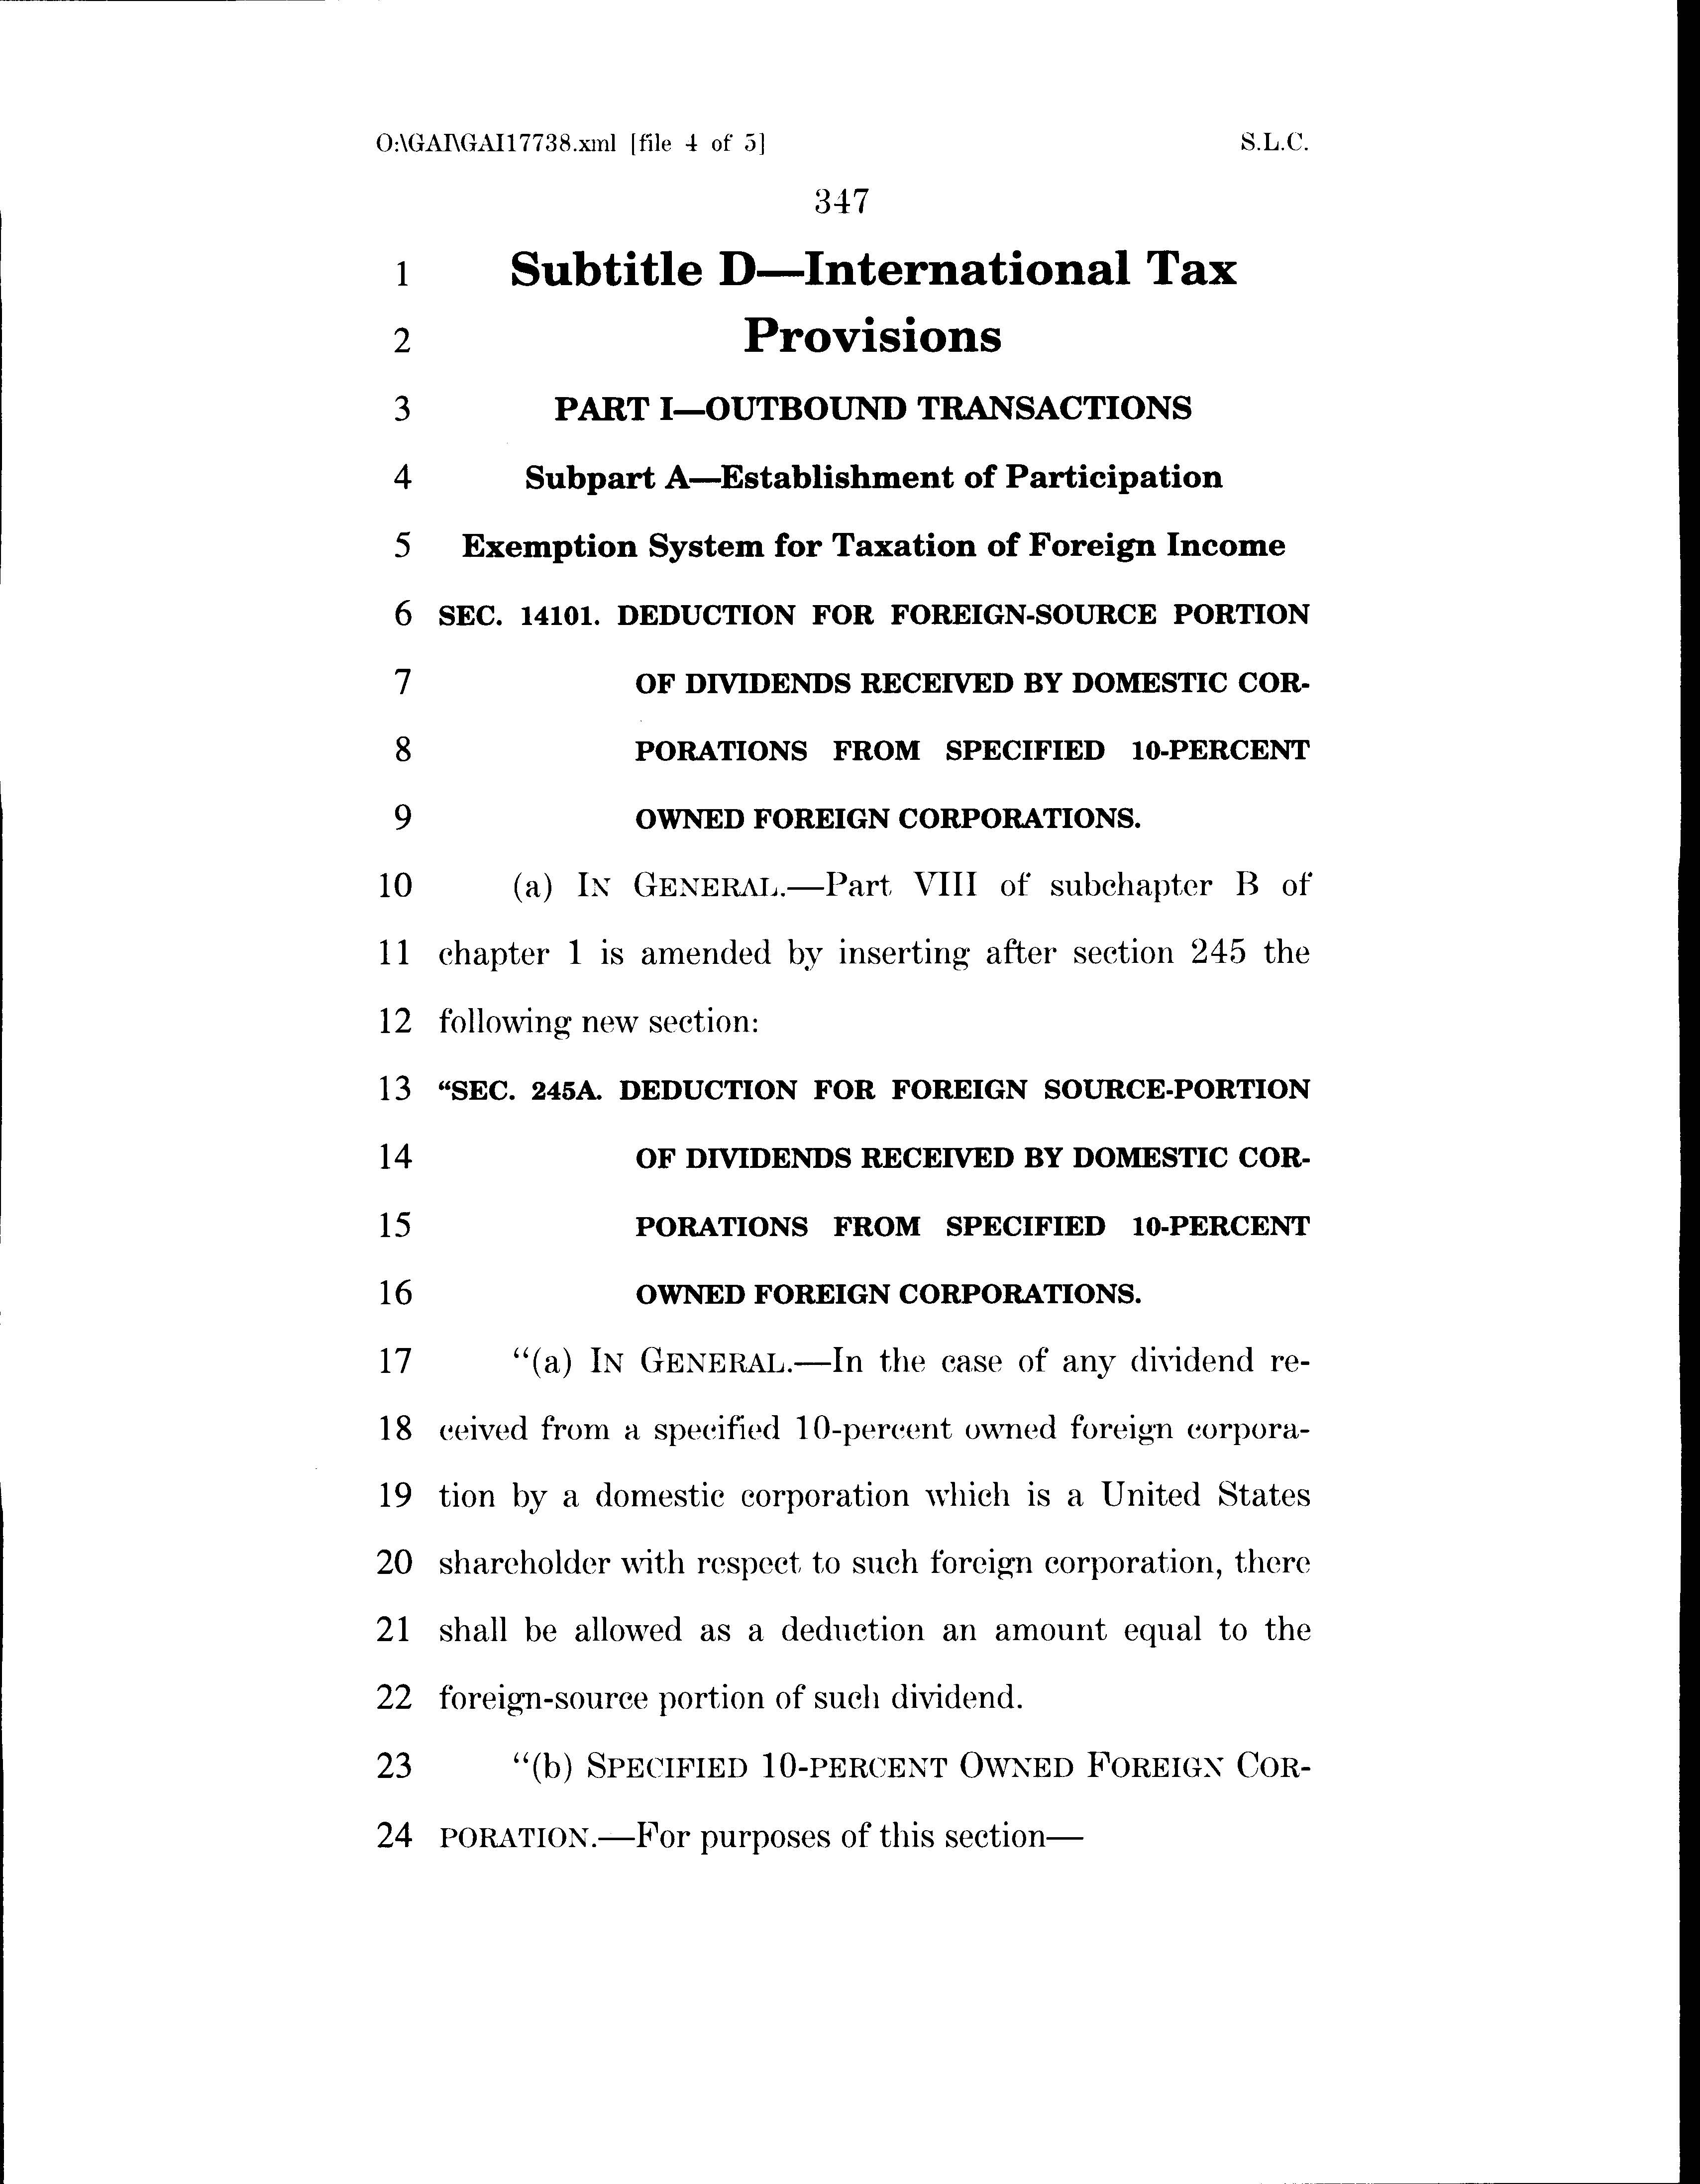 O:\GAI\GAI17738.xml [file 4 of 5] S.L.C.
347
1 Subtitle D—International Tax
2 Provisions
3 PART I—OUTBOUND TRANSACTIONS
4 Subpart A—Establishment of Participation
5 Exemption System for Taxation of Foreign Income
6 SEC. 14101. DEDUCTION FOR FOREIGN-SOURCE PORTION
7 OF DIVIDENDS RECEIVED BY DOMESTIC COR-
8 PORATIONS FROM SPECIFIED 10-PERCENT
9 OWNED FOREIGN CORPORATIONS.
10 (a) IN GENERAL.—Part VIII of subchapter B of
11 chapter 1 is amended by inserting after section 245 the
12 following new section:
13 “SEC. 245A. DEDUCTION FOR FOREIGN SOURCE-PORTION
14 OF DIVIDENDS RECEIVED BY DOMESTIC COR-
15 PORATIONS FROM SPECIFIED 10-PERCENT
16 OWNED FOREIGN CORPORATIONS.
17 “(a) IN GENERAL.—In the case of any dividend re-
18 ceived from a specified 10-percent owned foreign corpora-
19 tion by a domestic corporation which is a United States
20 shareholder with respect to such foreign corporation, there
21 shall be allowed as a deduction an amount equal to the
22 foreign-source portion of such dividend.
23 “(b) SPECIFIED 10-PERCENT OWNED FOREIGN COR-
24 PORATION.—For purposes of this section—